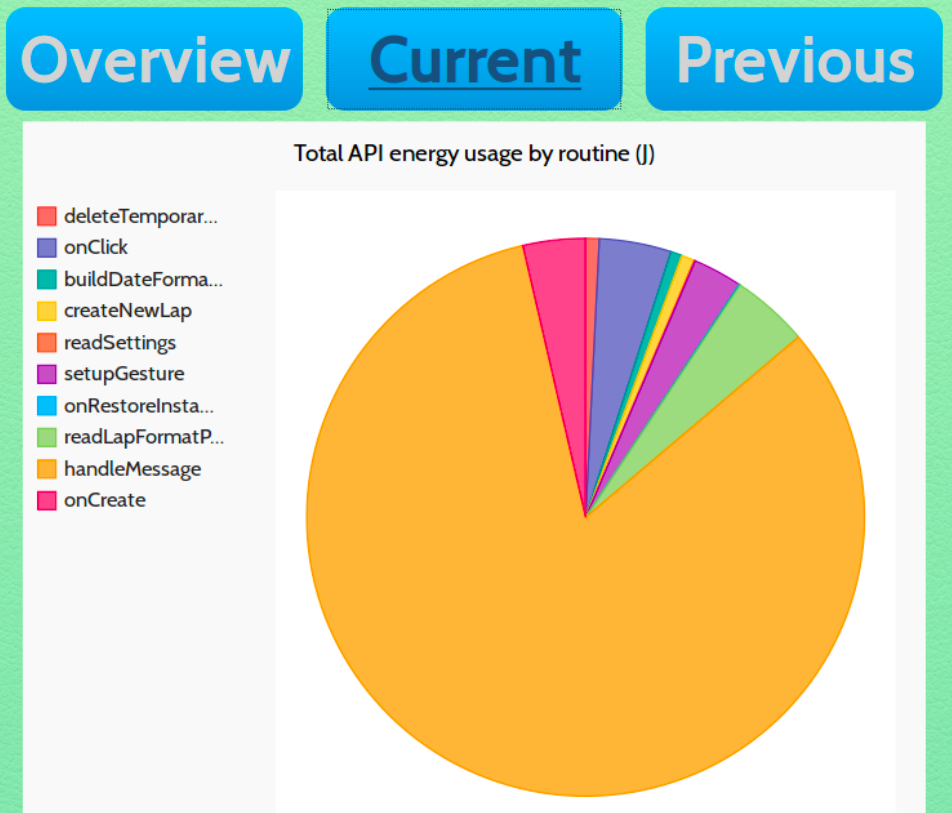 Overview Current Previous
Total API energy usage by routine (J)
deleteTemporar...
onClick
buildDateForma...
createNewLap
readSettings
setupGesture
onRestoreInsta...
readLapFormatP...
handleMessage
onCreate